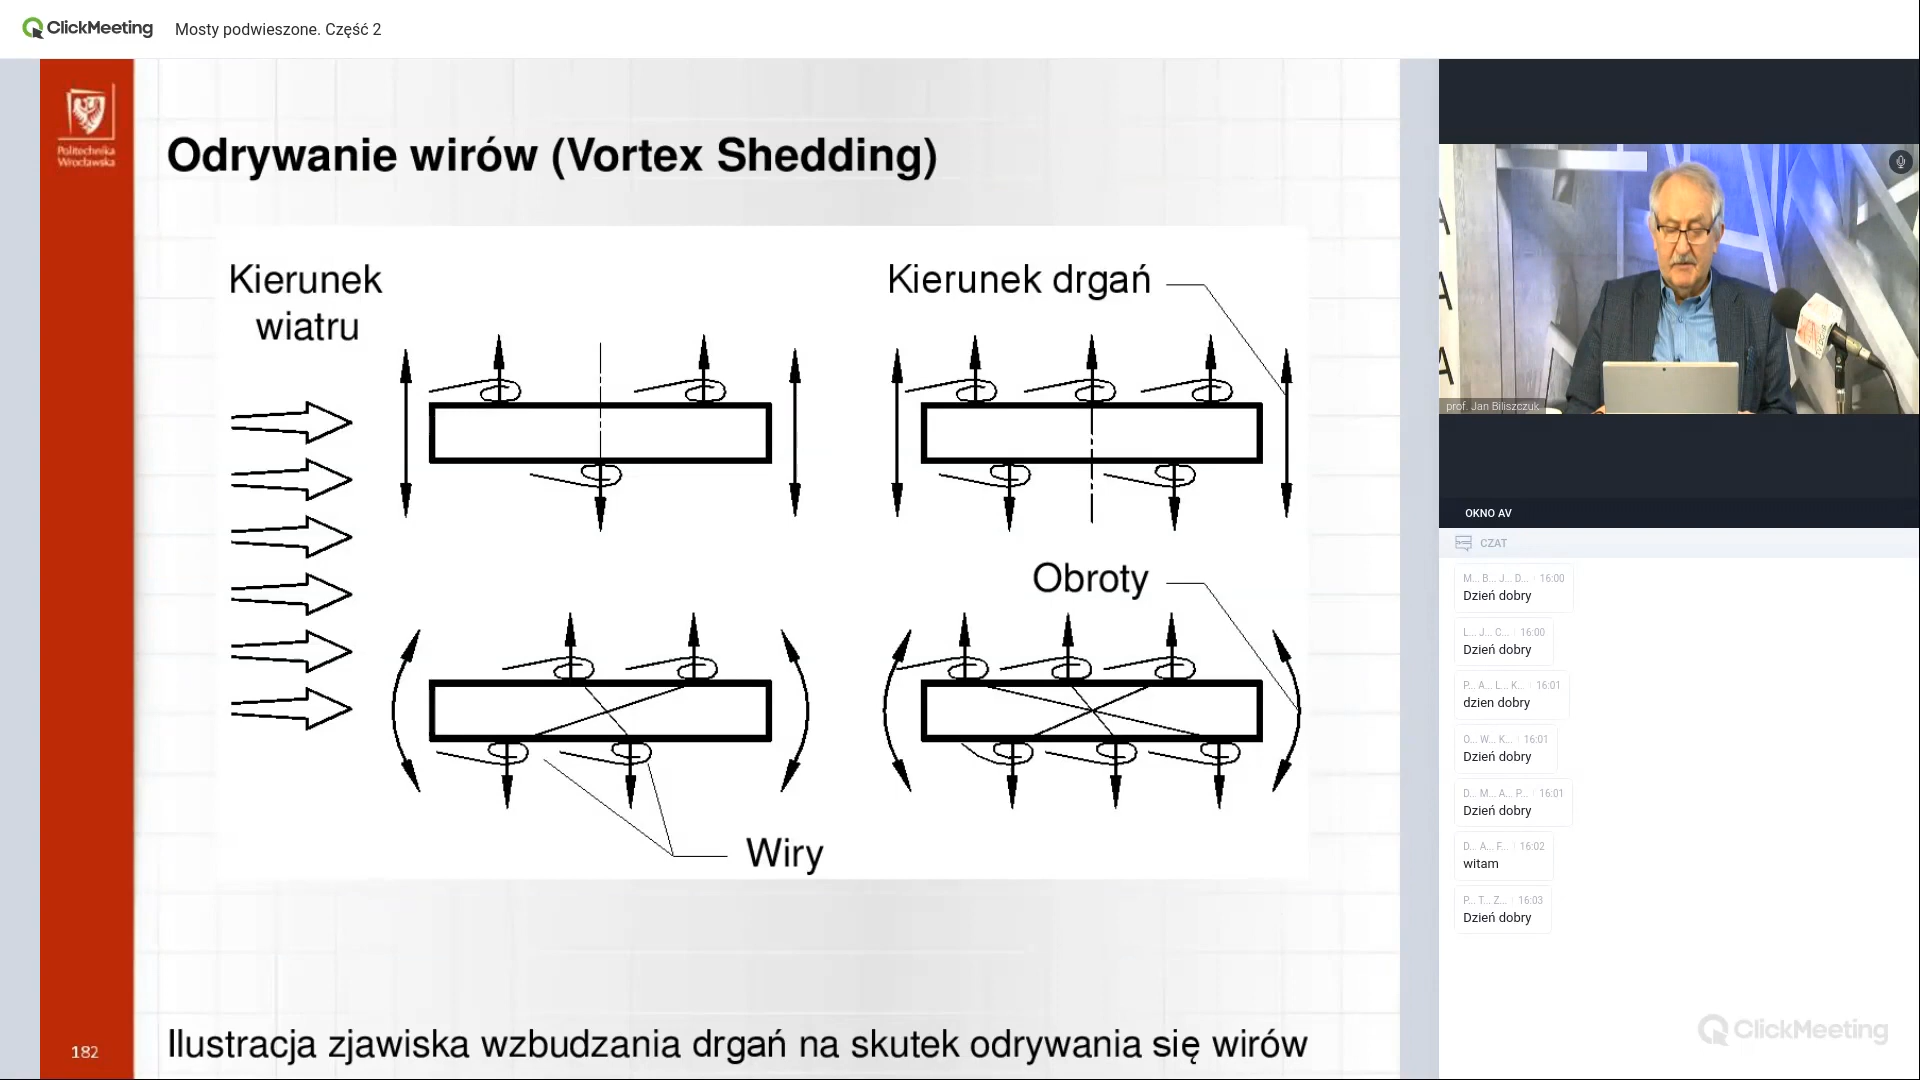 ClickMeeting
Mosty podwieszone. Część 2
Politechnika
Wrocławska
Odrywanie wirów (Vortex Shedding)
Kierunek
wiatru
Kierunek drgań
Obroty
Wiry
Ilustracja zjawiska wzbudzania drgań na skutek odrywania się wirów
182
prof. Jan Biliszczuk
OKNO AV
CZAT
M... B... J... D... 16:00
Dzień dobry
L... J... C... 16:00
Dzień dobry
P... A... L... K... 16:01
dzien dobry
O... W... K... 16:01
Dzień dobry
D... M... A... P... 16:01
Dzień dobry
D... A... F... 16:02
witam
P... T... Z... 16:03
Dzień dobry
ClickMeeting